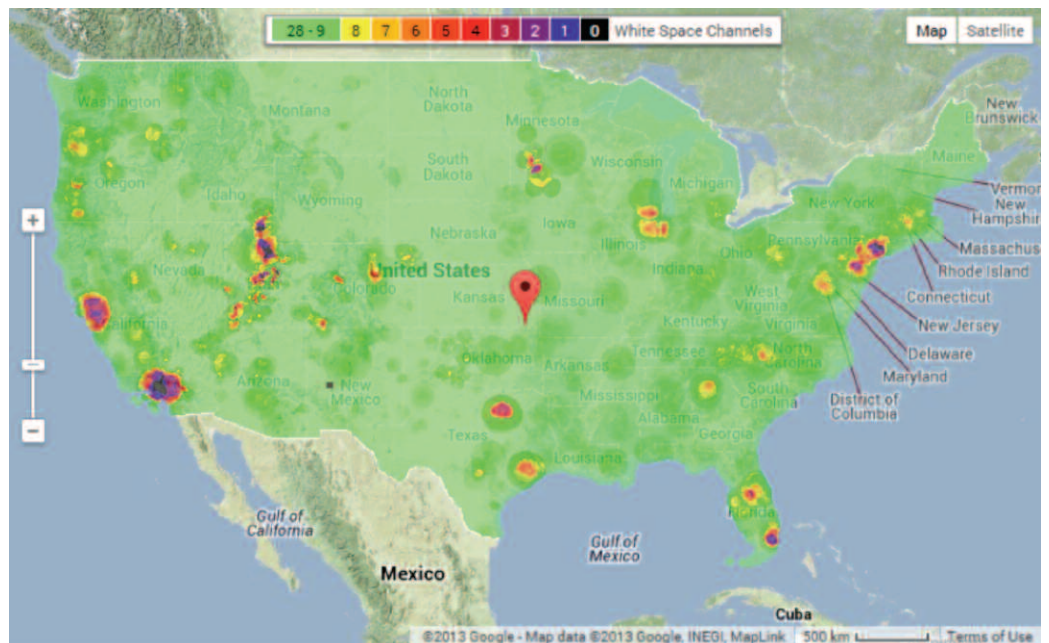 28 - 9 8 7 6 5 4 3 2 1 0 White Space Channels
Map Satellite
Washington
Montana
North
Dakota
Minnesota
New
Brunswick
Maine
Oregon
Idaho
South
Dakota
Wisconsin
Michigan
Wyoming
Vermon
New
Hampshire
New York
Iowa
Nebraska
Illinois
Ohio
Pennsylvania
Massachus
Nevada
United States
Colorado
Indiana
Rhode Island
Kansas
Missouri
West
Virginia
Connecticut
California
Kentucky
Virginia
New Jersey
Oklahoma
Arkansas
Tennessee
North
Carolina
Delaware
Maryland
Arizona
New
Mexico
Mississippi
South
Carolina
District of
Columbia
Alabama
Texas
Georgia
Louisiana
Florida
Gulf of
California
Gulf of
Mexico
Mexico
Cuba
©2013 Google - Map data ©2013 Google, INEGI, MapLink 500 km Terms of Use